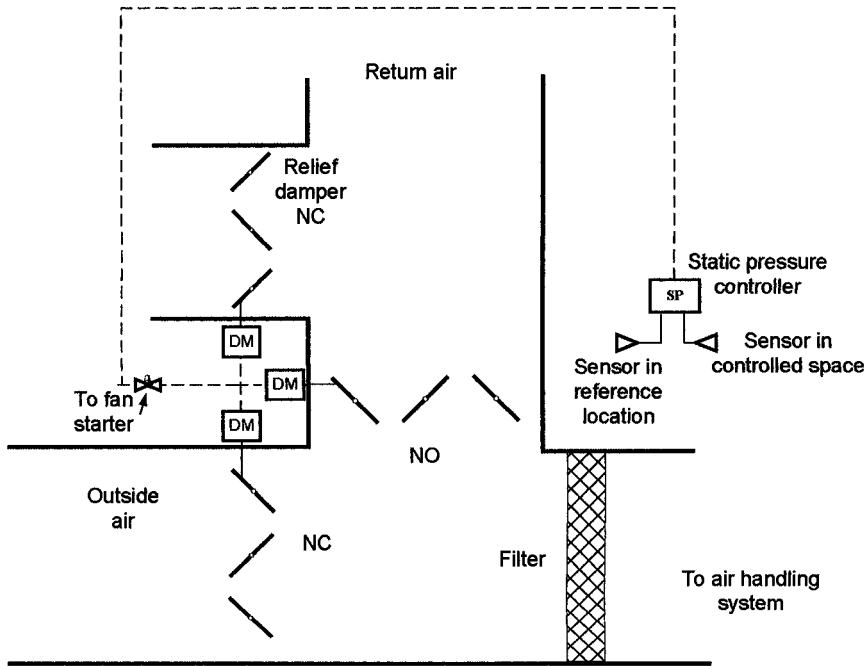 Return air
Relief
damper
NC
Static pressure
controller
SP
DM
Sensor in
controlled space
Sensor in
reference
location
DM
To fan
starter
DM
NO
Outside
air
NC
Filter
To air handling
system